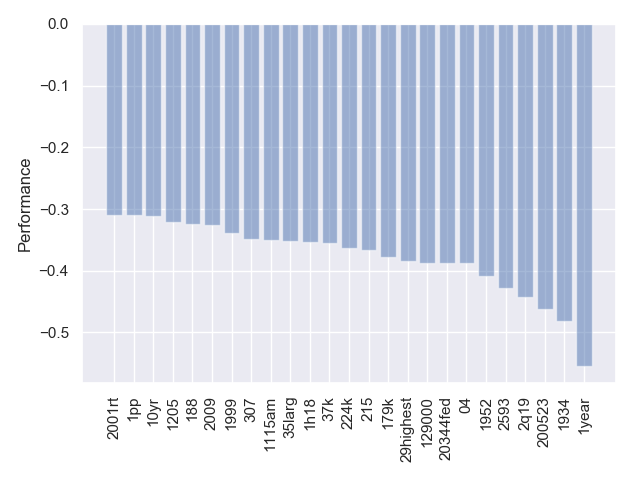 0.0
−0.1
−0.2
−0.3
−0.4
−0.5
Performance
2001rt
1pp
10yr
1205
188
2009
1999
307
1115am
35larg
1h18
37k
224k
215
179k
29highest
129000
20344fed
04
1952
2593
2q19
200523
1934
1year